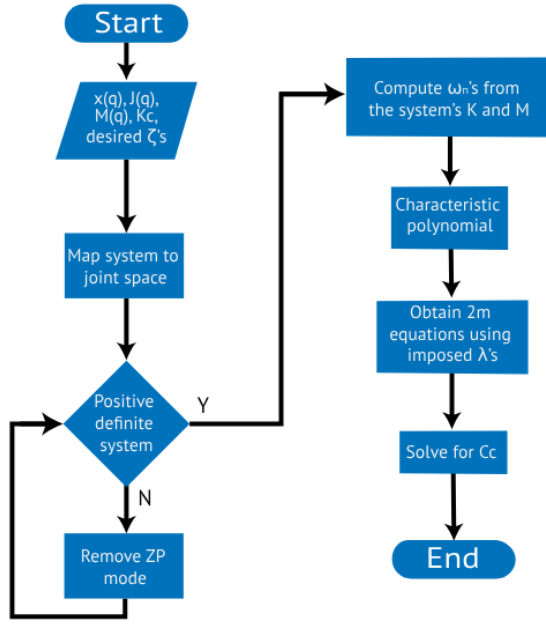 Start
x(q), J(q),
M(q), Kc,
desired ζ's
Map system to
joint space
Positive
definite
system
Y
N
Remove ZP
mode
Compute ωₙ's from
the system's K and M
Characteristic
polynomial
Obtain 2m
equations using
imposed λ's
Solve for Cc
End